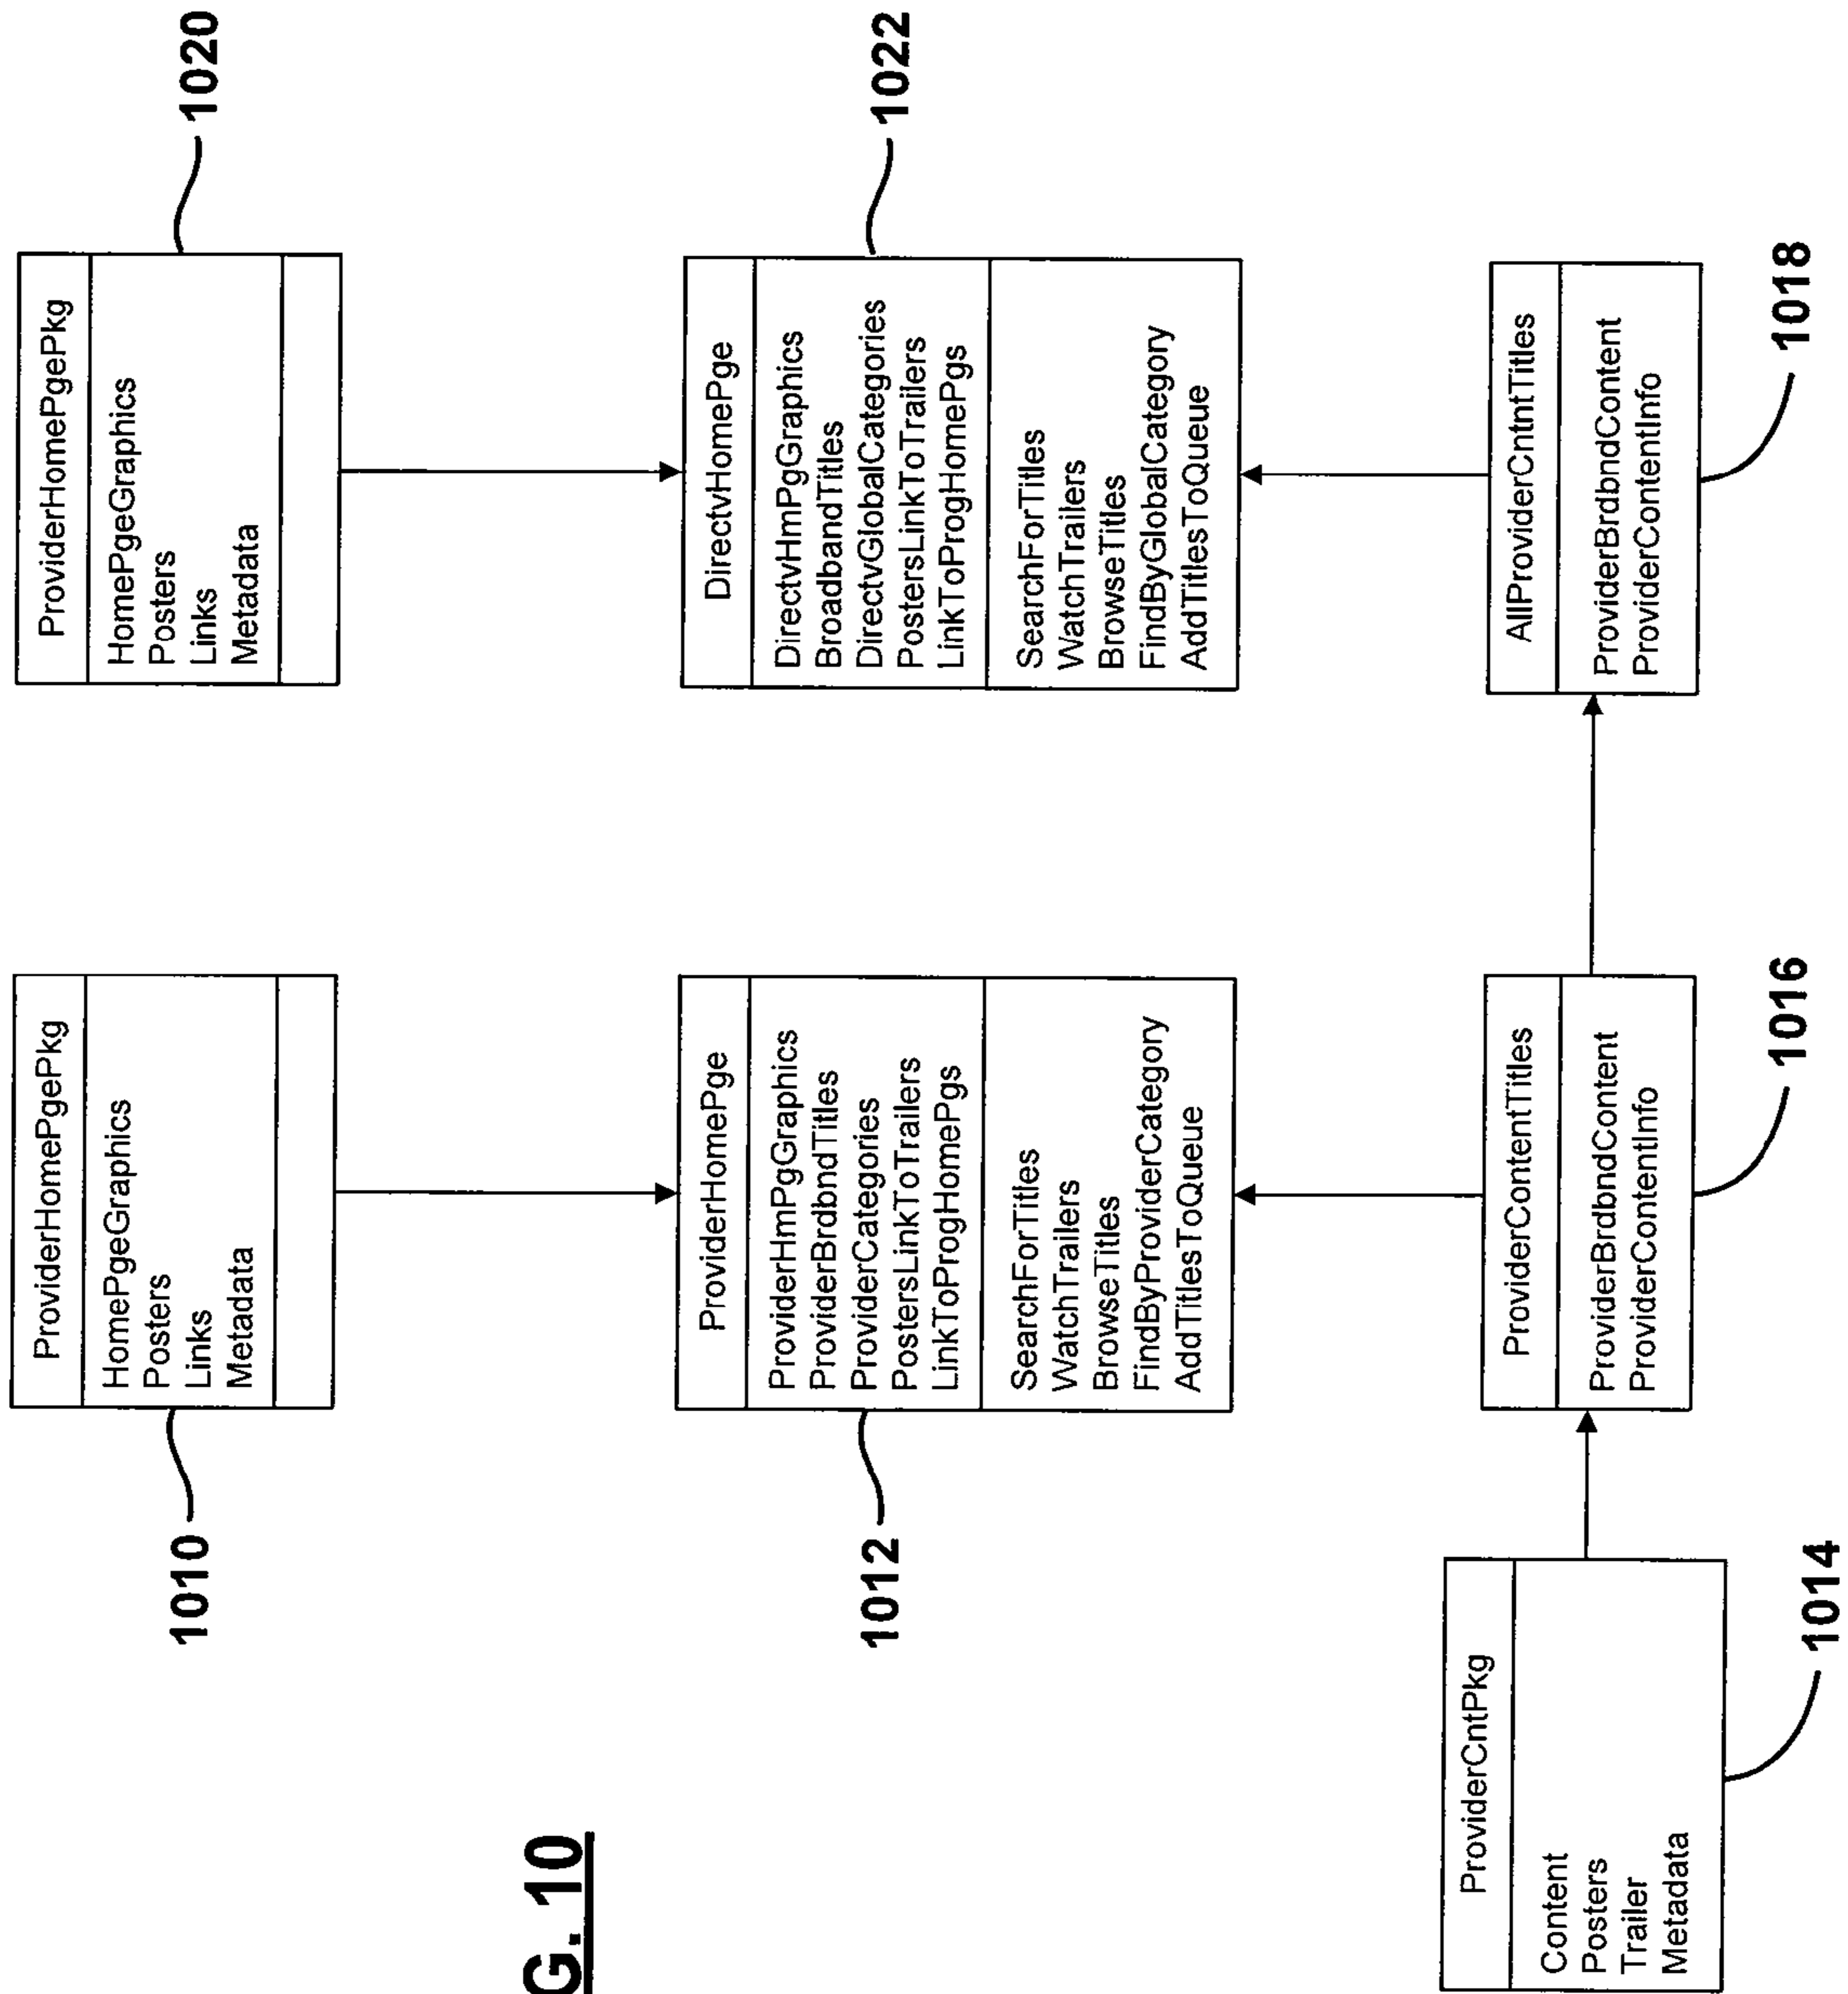 ProviderHomePgePkg
HomePgeGraphics
Posters
Links
Metadata
1010
ProviderHomePgePkg
HomePgeGraphics
Posters
Links
Metadata
1020
ProviderHomePge
ProviderHmPgGraphics
ProviderBrdbndTitles
ProviderCategories
PostersLinkToTrailers
LinkToProgHomePgs
SearchForTitles
WatchTrailers
BrowseTitles
FindByProviderCategory
AddTitlesToQueue
1012
DirectvHomePge
DirectvHmPgGraphics
BroadbandTitles
DirectvGlobalCategories
PostersLinkToTrailers
LinkToProgHomePgs
SearchForTitles
WatchTrailers
BrowseTitles
FindByGlobalCategory
AddTitlesToQueue
1022
G. 10
ProviderCntPkg
Content
Posters
Trailer
Metadata
1014
ProviderContentTitles
ProviderBrdbndContent
ProviderContentInfo
1016
AllProviderCntntTitles
ProviderBrdbndContent
ProviderContentInfo
1018